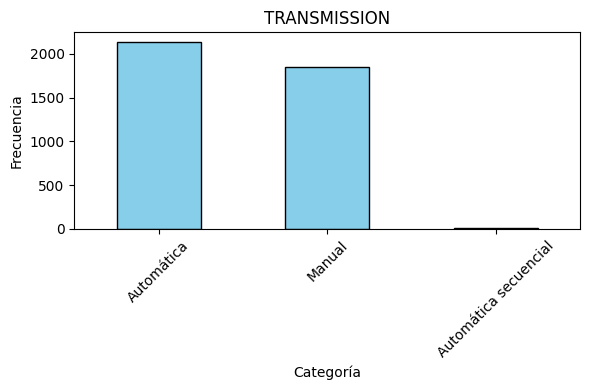 TRANSMISSION
Frecuencia
2000
1500
1000
500
0
Automática
Manual
Automática secuencial
Categoría